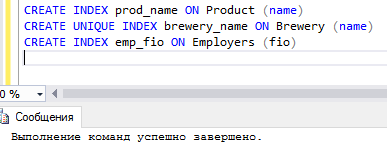 CREATE INDEX prod_name ON Product (name)
CREATE UNIQUE INDEX brewery_name ON Brewery (name)
CREATE INDEX emp_fio ON Employers (fio)
0 %
Сообщения
Выполнение команд успешно завершено.